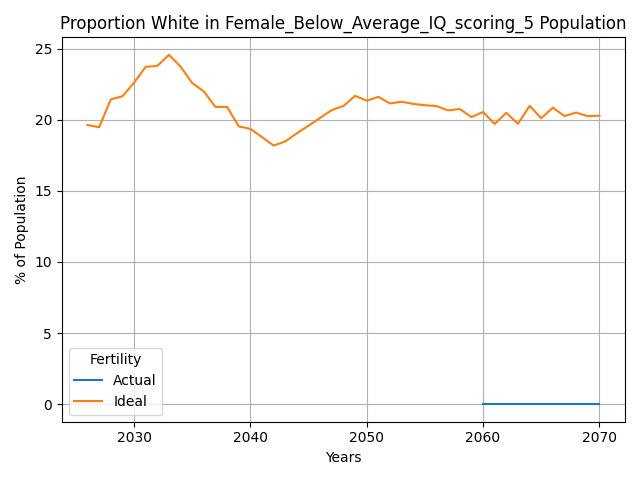 Proportion White in Female_Below_Average_IQ_scoring_5 Population
% of Population
25
20
15
10
5
0
Fertility
Actual
Ideal
2030 2040 2050 2060 2070
Years